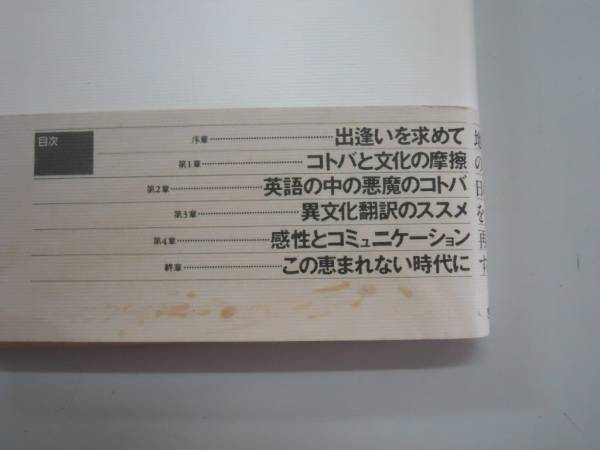 目次
序章 出逢いを求めて
第1章 コトバと文化の摩擦
第2章 英語の中の悪魔のコトバ
第3章 異文化翻訳のススメ
第4章 感性とコミュニケーション
終章 この恵まれない時代に